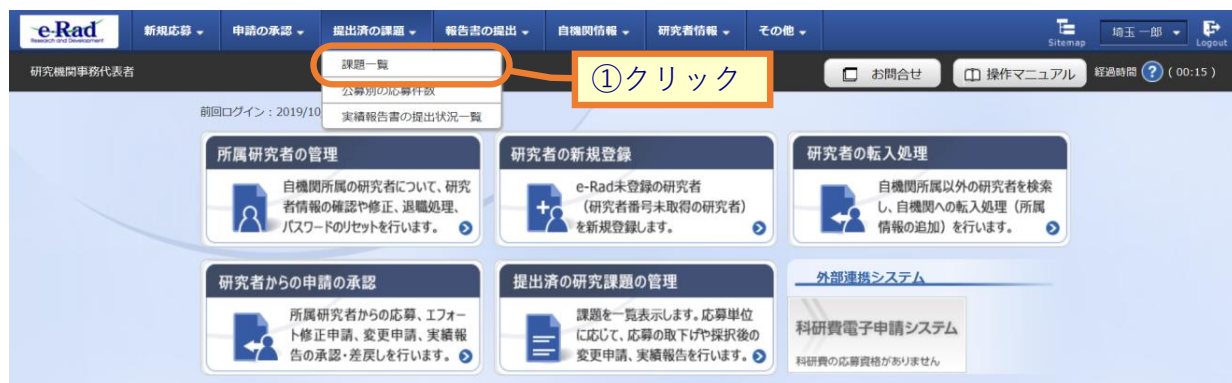 e-Rad
Research and Development
新規応募
申請の承認
提出済の課題
報告書の提出
自機関情報
研究者情報
その他
Sitemap
埼玉 一郎
Logout
研究機関事務代表者
お問合せ
操作マニュアル
経過時間 ? ( 00:15 )
課題一覧
公募別の応募件数
実績報告書の提出状況一覧
①クリック
前回ログイン：2019/10
所属研究者の管理
自機関所属の研究者について、研究
者情報の確認や修正、退職処理、
パスワードのリセットを行います。
研究者の新規登録
e-Rad未登録の研究者
（研究者番号未取得の研究者）
を新規登録します。
研究者の転入処理
自機関所属以外の研究者を検索
し、自機関への転入処理（所属
情報の追加）を行います。
研究者からの申請の承認
所属研究者からの応募、エフォー
ト修正申請、変更申請、実績報
告の承認・差戻しを行います。
提出済の研究課題の管理
課題を一覧表示します。応募単位
に応じて、応募の取下げや採択後の
変更申請、実績報告を行います。
外部連携システム
科研費電子申請システム
科研費の応募資格がありません